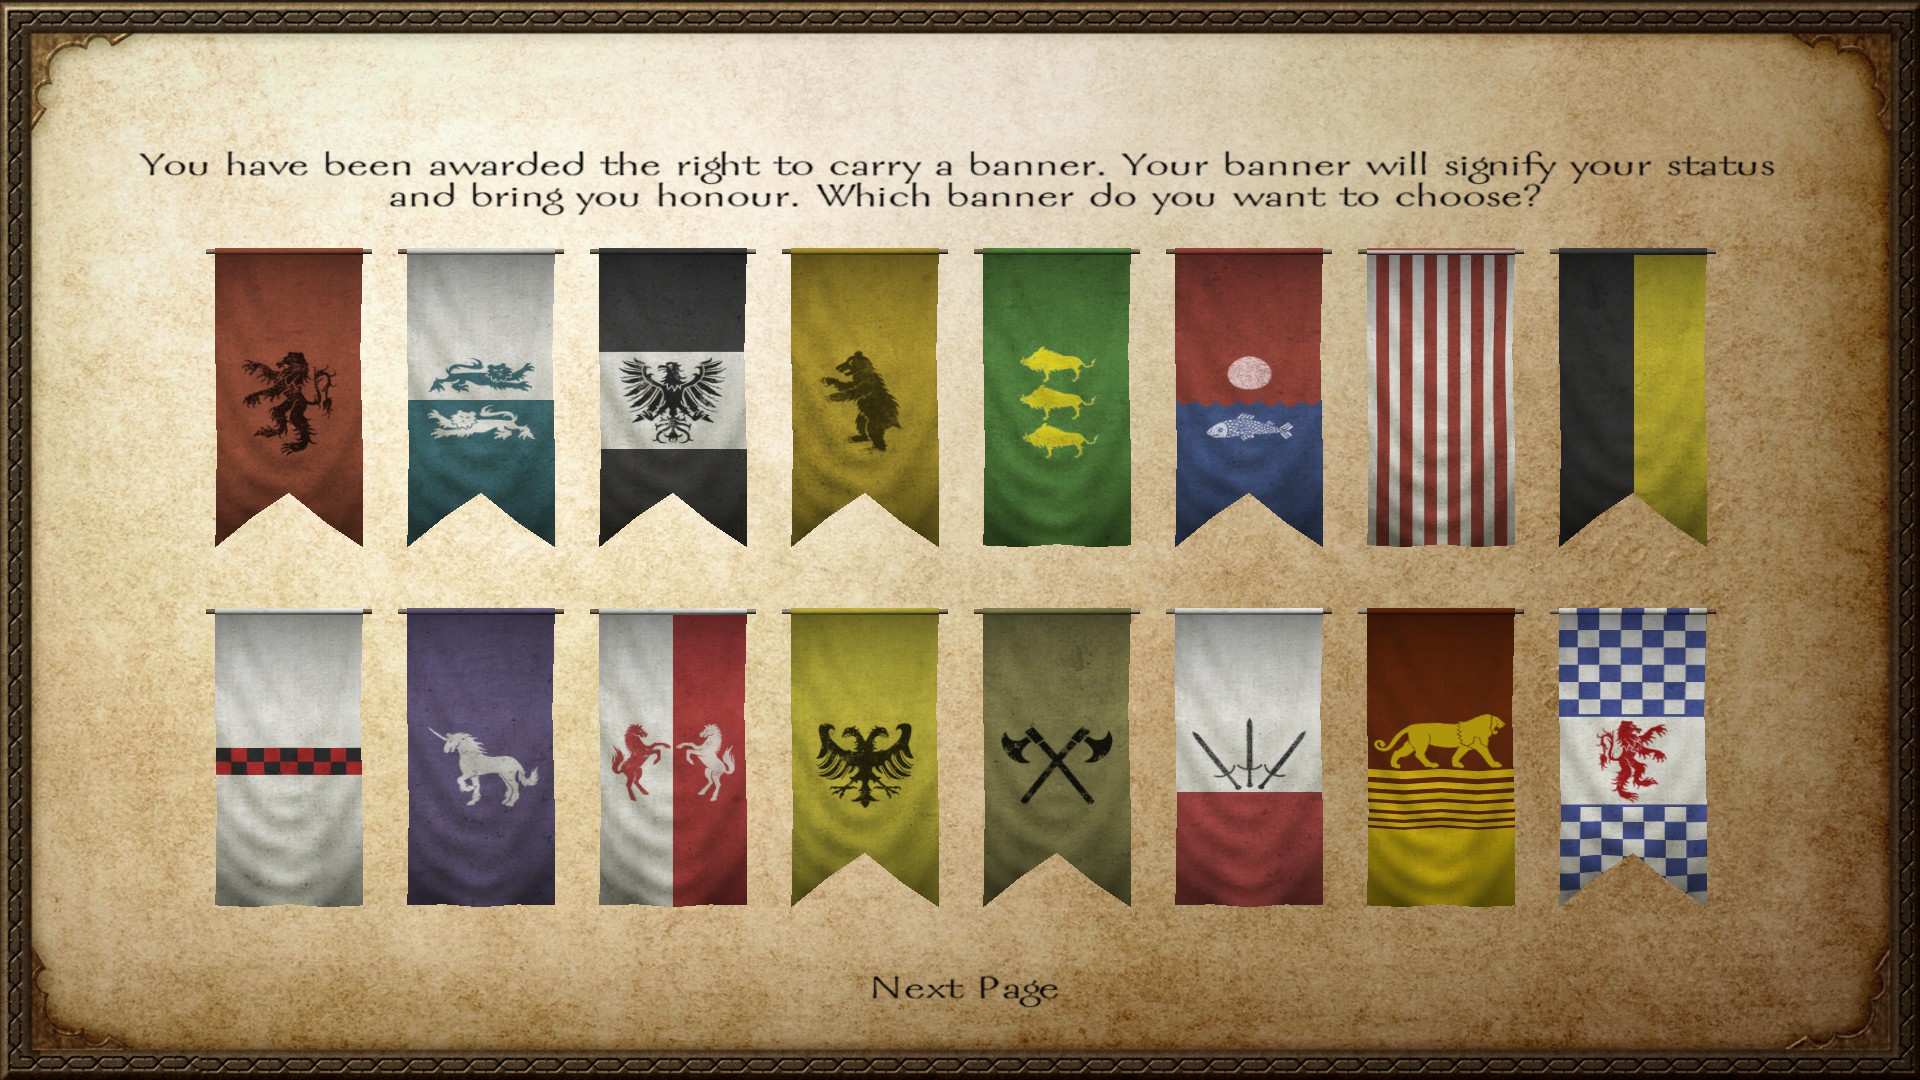 You have been awarded the right to carry a banner. Your banner will signify your status
and bring you honour. Which banner do you want to choose?
Next Page